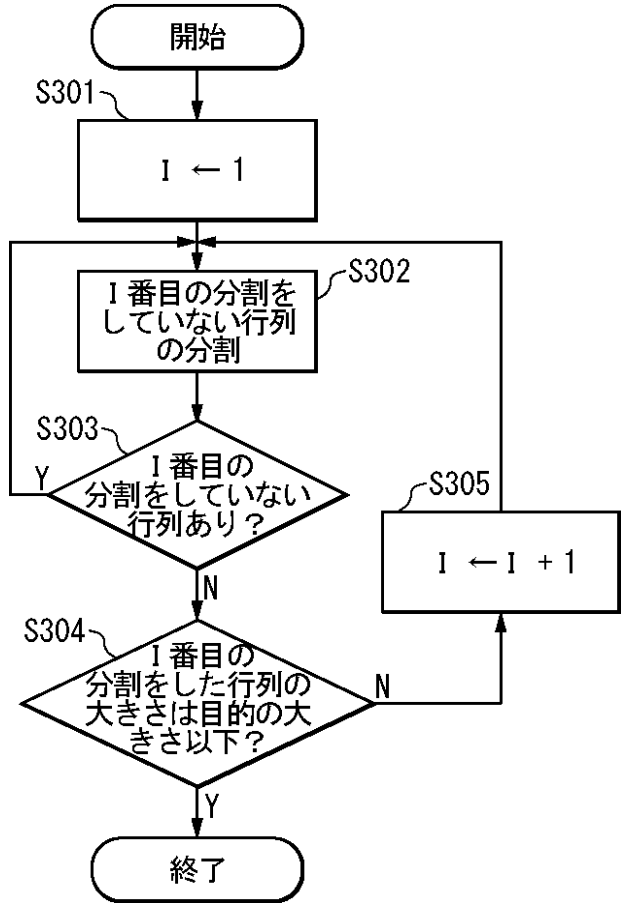 開始
S301
I ← 1
S302
I 番目の分割を
していない行列
の分割
S303
I 番目の
分割をしていない
行列あり？
Y
N
S305
I ← I + 1
S304
I 番目の
分割をした行列の
大きさは目的の大
きさ以下？
N
Y
終了